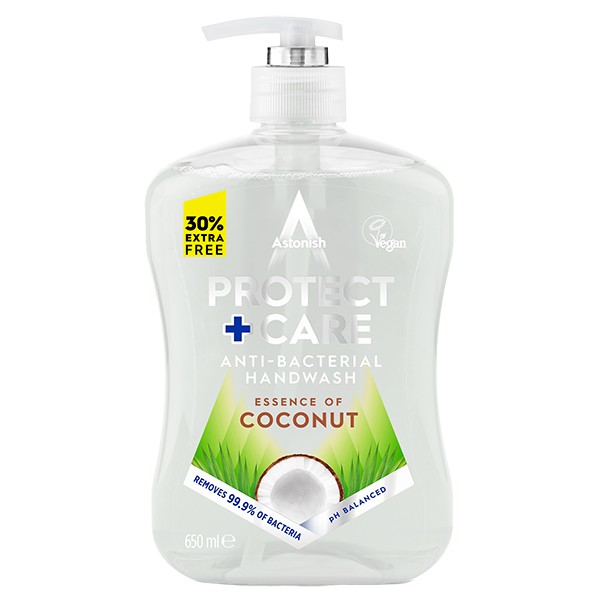 30%
EXTRA
FREE
Astonish
Vegan
PROTECT
+ CARE
ANTI-BACTERIAL
HANDWASH
ESSENCE OF
COCONUT
REMOVES 99.9% OF BACTERIA
PH BALANCED
650 ml e